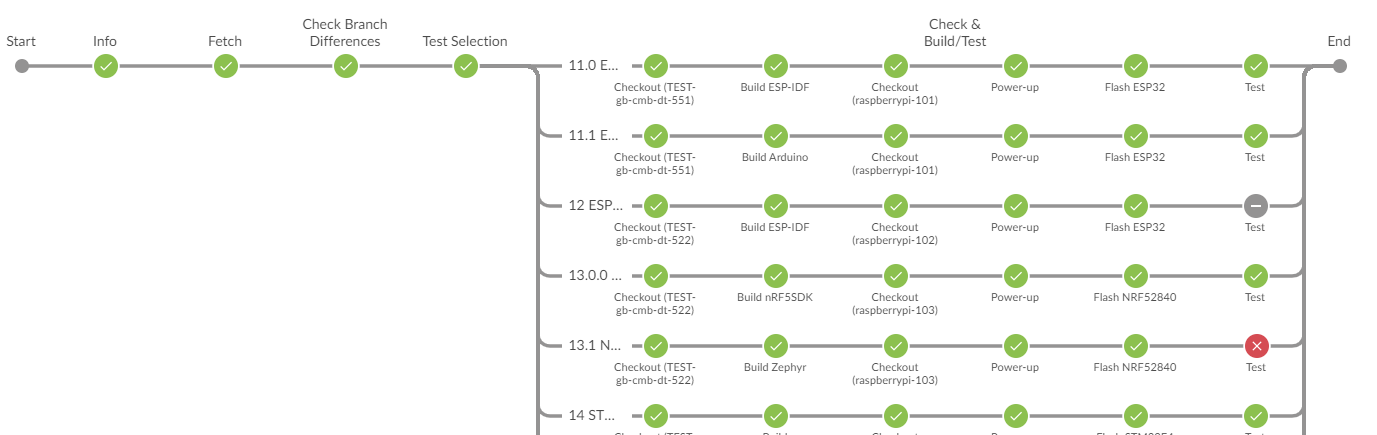 Start
Info
Fetch
Check Branch
Differences
Test Selection
Check &
Build/Test
End
11.0 E...
Checkout (TEST-
gb-cmb-dt-551)
Build ESP-IDF
Checkout
(raspberrypi-101)
Power-up
Flash ESP32
Test
11.1 E...
Checkout (TEST-
gb-cmb-dt-551)
Build Arduino
Checkout
(raspberrypi-101)
Power-up
Flash ESP32
Test
12 ESP...
Checkout (TEST-
gb-cmb-dt-522)
Build ESP-IDF
Checkout
(raspberrypi-102)
Power-up
Flash ESP32
Test
13.0.0 ...
Checkout (TEST-
gb-cmb-dt-522)
Build nRF5SDK
Checkout
(raspberrypi-103)
Power-up
Flash NRF52840
Test
13.1 N...
Checkout (TEST-
gb-cmb-dt-522)
Build Zephyr
Checkout
(raspberrypi-103)
Power-up
Flash NRF52840
Test
14 ST...